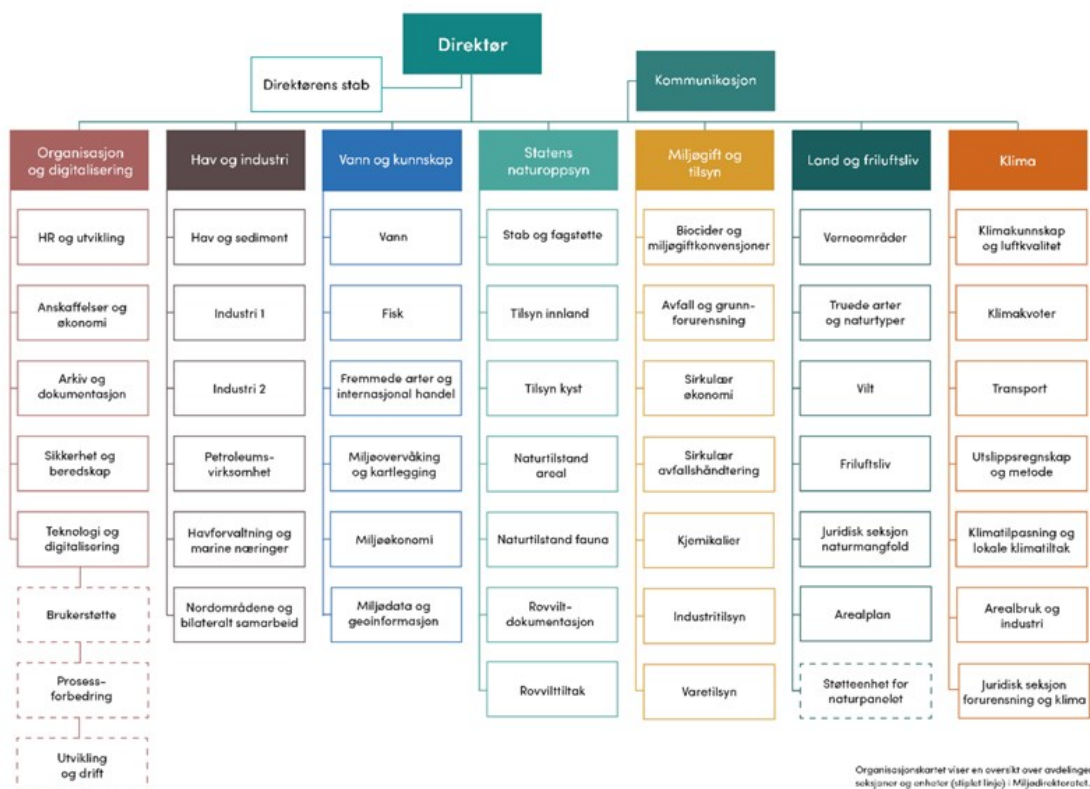 Direktør
Direktørens stab
Kommunikasjon
Organisasjon
og digitalisering
HR og utvikling
Anskaffelser og
økonomi
Arkiv og
dokumentasjon
Sikkerhet og
beredskap
Teknologi og
digitalisering
Brukerstøtte
Prosess-
forbedring
Utvikling
og drift
Hav og industri
Hav og sediment
Industri 1
Industri 2
Petroleums-
virksomhet
Havforvaltning og
marine næringer
Nordområdene og
bilateralt samarbeid
Vann og kunnskap
Vann
Fisk
Fremmede arter og
internasjonal handel
Miljøovervåking
og kartlegging
Miljøøkonomi
Miljødata og
geoinformasjon
Statens
naturoppsyn
Stab og fagstøtte
Tilsyn innland
Tilsyn kyst
Naturtilstand
areal
Naturtilstand fauna
Rovvilt-
dokumentasjon
Rovvilttiltak
Miljøgift og
tilsyn
Biocider og
miljøgiftkonvensjoner
Avfall og grunn-
forurensning
Sirkulær
økonomi
Sirkulær
avfallshåndtering
Kjemikalier
Industritilsyn
Varetilsyn
Land og friluftsliv
Verneområder
Truede arter
og naturtyper
Vilt
Friluftsliv
Juridisk seksjon
naturmangfold
Arealplan
Støtteenhet for
naturpanelet
Klima
Klimakunnskap
og luftkvalitet
Klimakvoter
Transport
Utslippsregnskap
og metode
Klimatilpasning og
lokale klimatiltak
Arealbruk og
industri
Juridisk seksjon
forurensning og klima
Organisasjonskartet viser en oversikt over avdelinger
seksjoner og enheter (stiplet linje) i Miljødirektoratet.